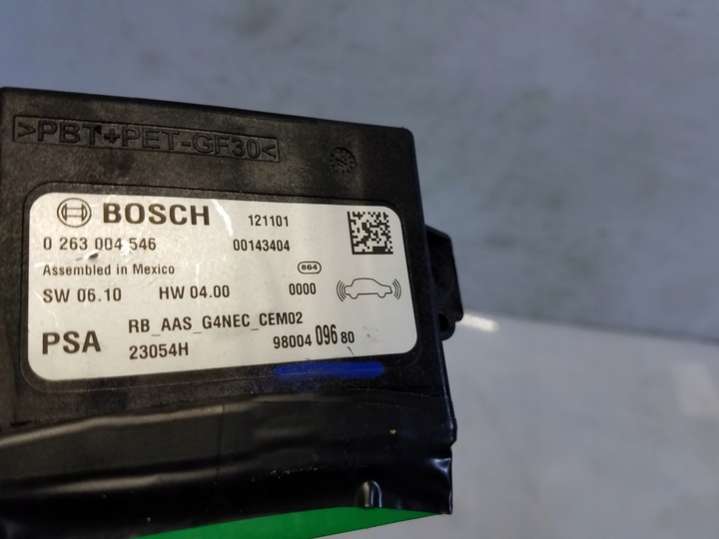 >PBT+PET-GF30<
BOSCH 121101
0 263 004 546 00143404
Assembled in Mexico 864
SW 06.10 HW 04.00 0000
PSA RB_AAS_G4NEC_CEM02
23054H 98004 096 80